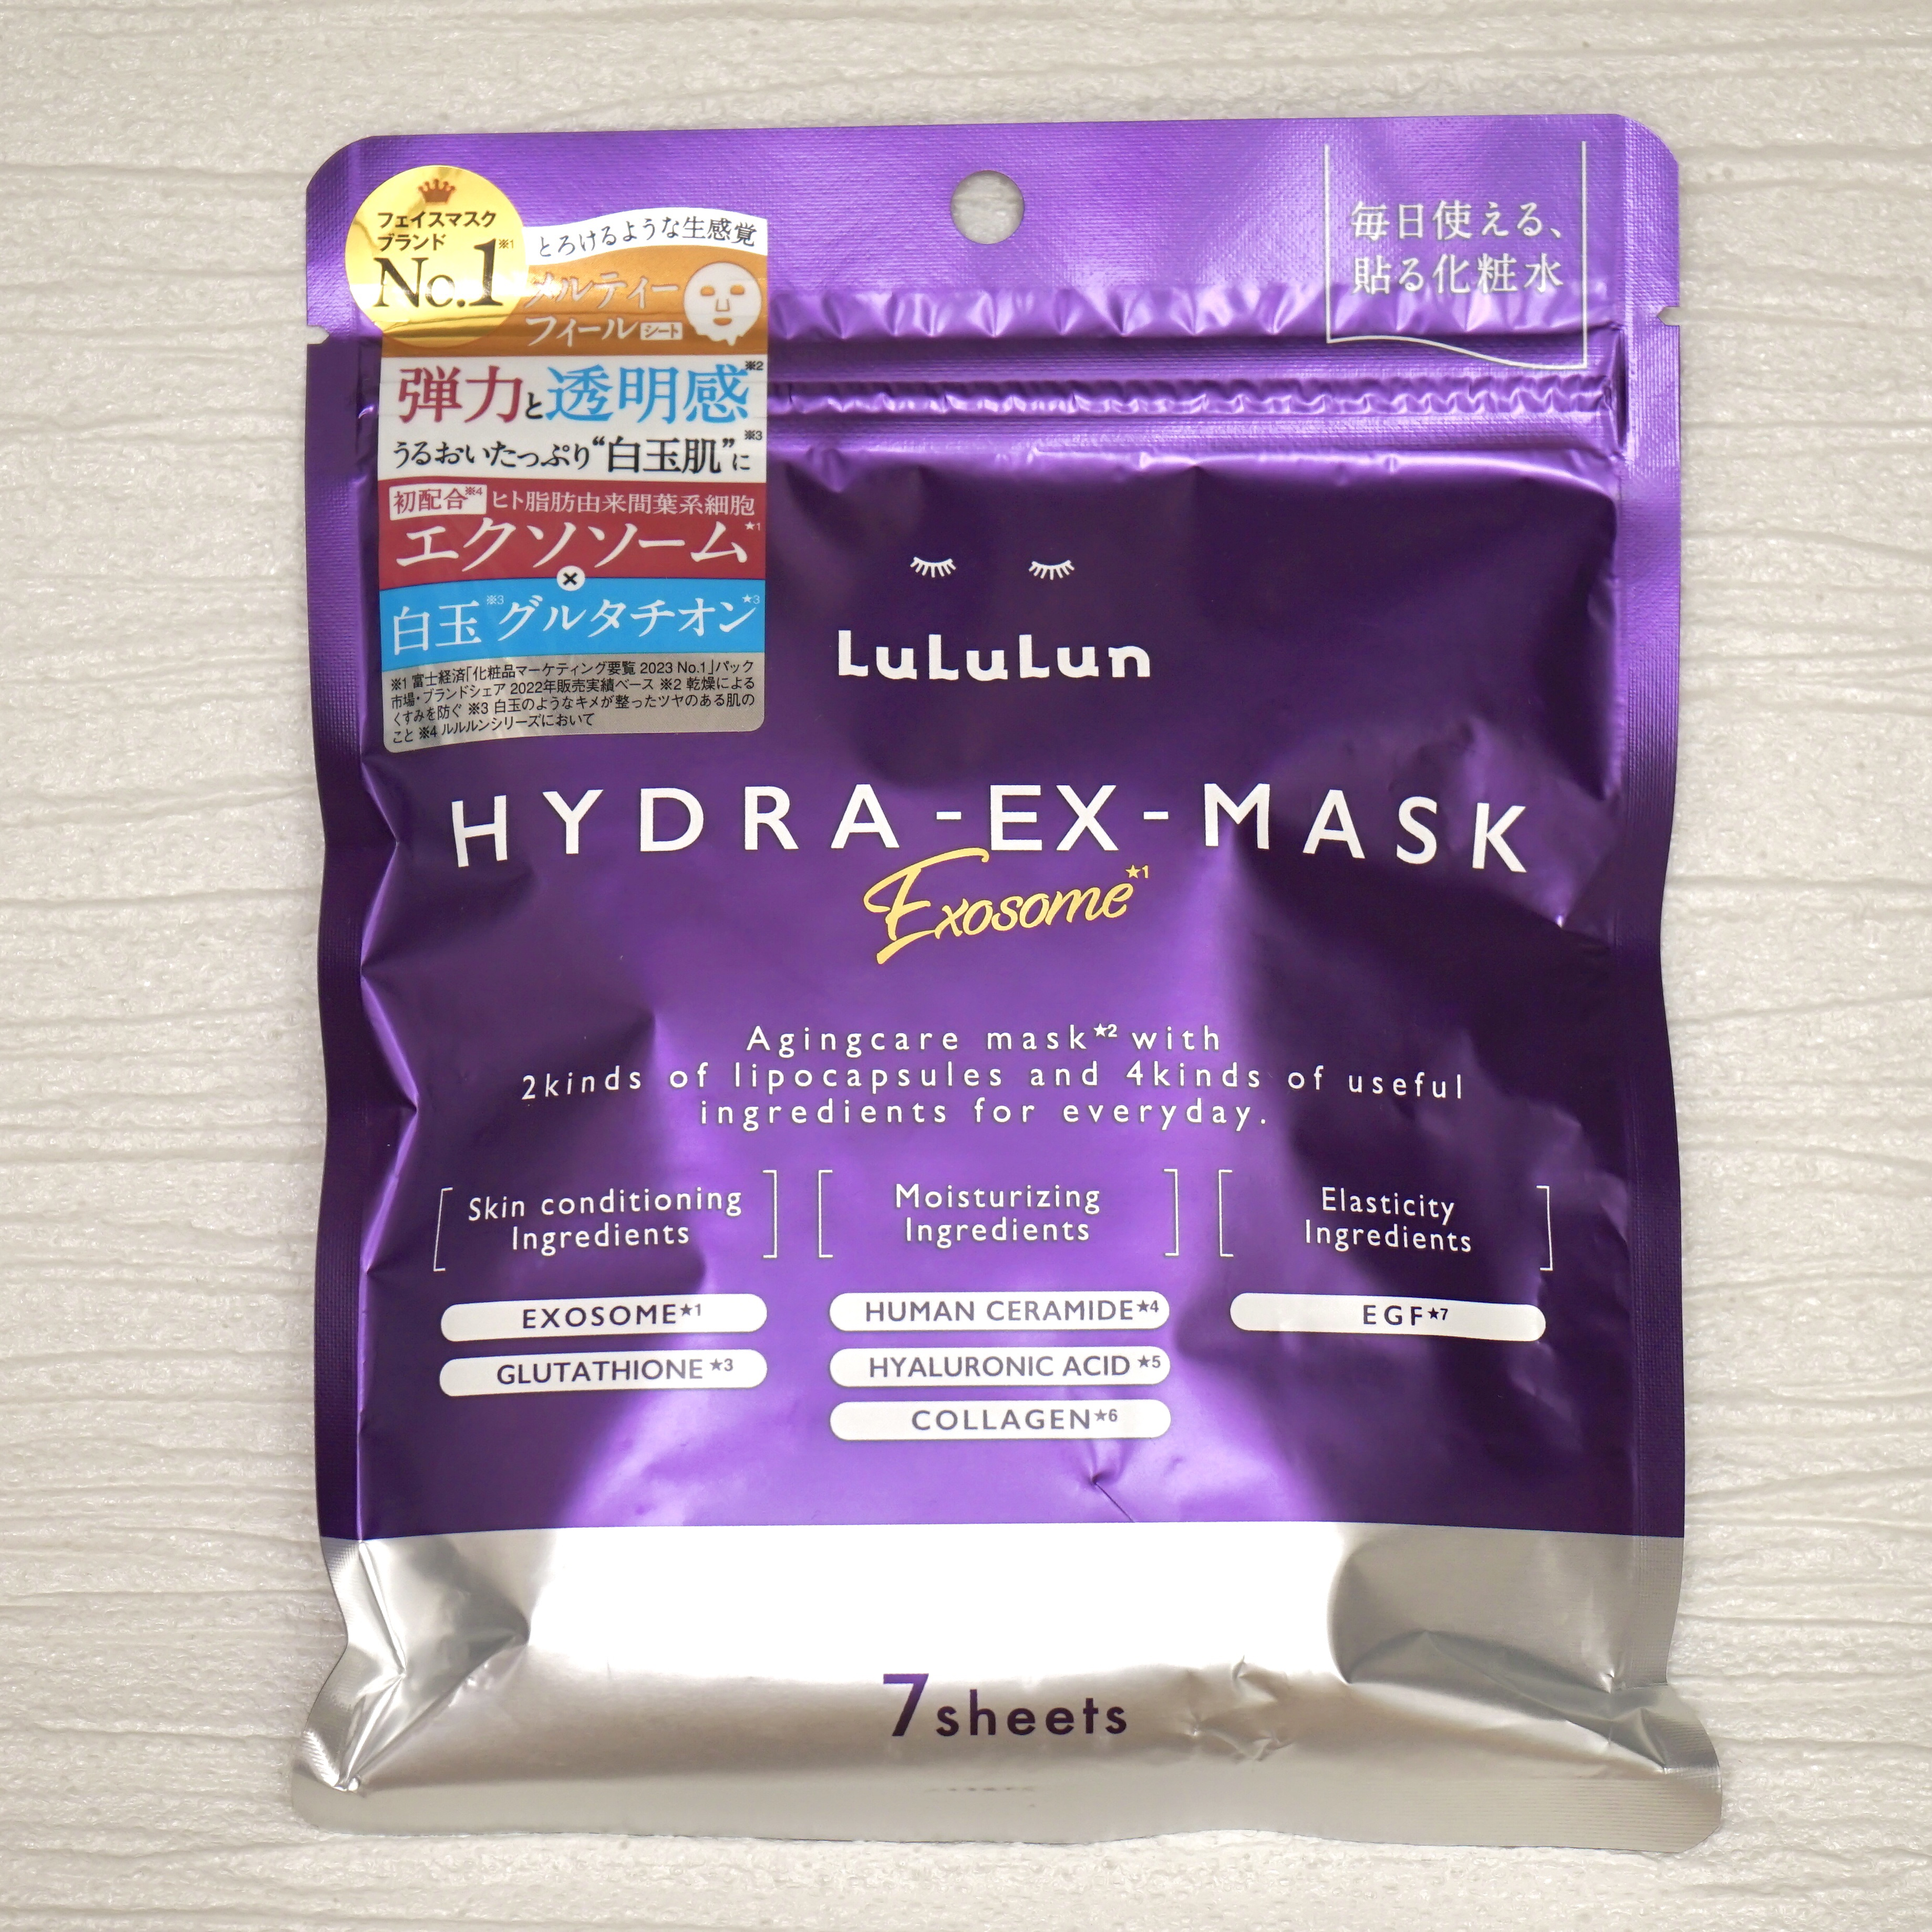 フェイスマスク
ブランド
No.1※1
とろけるような生感覚
メルティー
フィール シート
弾力と透明感※2
うるおいたっぷり“白玉肌”※3に
初配合※4 ヒト脂肪由来間葉系細胞
エクソソーム★1
×
白玉※3グルタチオン★3
※1 富士経済「化粧品マーケティング要覧 2023 No.1」パック
市場・ブランドシェア 2022年販売実績ベース ※2 乾燥による
くすみを防ぐ ※3 白玉のようなキメが整ったツヤのある肌の
こと ※4 ルルルンシリーズにおいて
毎日使える、
貼る化粧水
LuLuLun
HYDRA-EX-MASK
Exosome★1
Agingcare mask★2 with
2kinds of lipocapsules and 4kinds of useful
ingredients for everyday.
Skin conditioning
Ingredients
EXOSOME★1
GLUTATHIONE★3
Moisturizing
Ingredients
HUMAN CERAMIDE★4
HYALURONIC ACID★5
COLLAGEN★6
Elasticity
Ingredients
EGF★7
7sheets